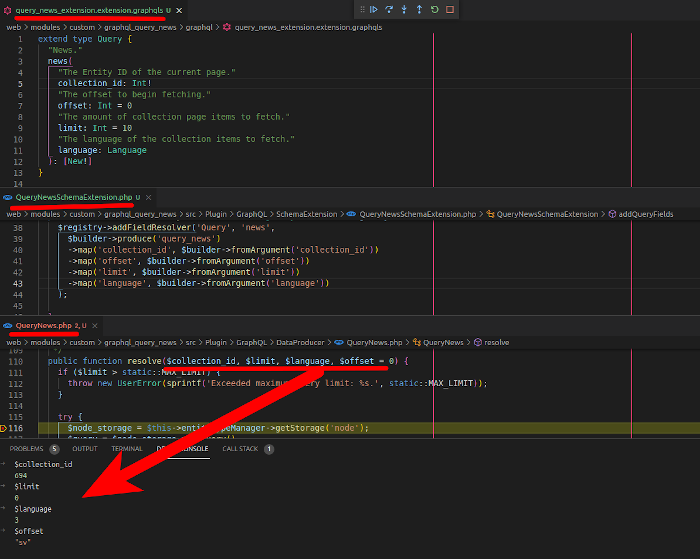 query_news_extension.extension.graphqls U ×
web > modules > custom > graphql_query_news > graphql > query_news_extension.extension.graphqls
1 extend type Query {
2 "News."
3 news(
4 "The Entity ID of the current page."
5 collection_id: Int!
6 "The offset to begin fetching."
7 offset: Int = 0
8 "The amount of collection page items to fetch."
9 limit: Int = 10
10 "The language of the collection items to fetch."
11 language: Language
12 ): [New!]
13 }
14
QueryNewsSchemaExtension.php U ×
web > modules > custom > graphql_query_news > src > Plugin > GraphQL > SchemaExtension > QueryNewsSchemaExtension.php > QueryNewsSchemaExtension > addQueryFields
38 $registry->addFieldResolver('Query', 'news',
39 $builder->produce('query_news')
40 ->map('collection_id', $builder->fromArgument('collection_id'))
41 ->map('offset', $builder->fromArgument('offset'))
42 ->map('limit', $builder->fromArgument('limit'))
43 ->map('language', $builder->fromArgument('language'))
44 );
45
QueryNews.php 2, U ×
web > modules > custom > graphql_query_news > src > Plugin > GraphQL > DataProducer > QueryNews.php > QueryNews > resolve
109 */
110 public function resolve($collection_id, $limit, $language, $offset = 0) {
111 if ($limit > static::MAX_LIMIT) {
112 throw new UserError(sprintf('Exceeded maximum query limit: %s.', static::MAX_LIMIT));
113 }
114
115 try {
116 $node_storage = $this->entityTypeManager->getStorage('node');
PROBLEMS 5 OUTPUT TERMINAL CONSOLE CALL STACK 1
$collection_id
694
$limit
0
$language
3
$offset
"sv"